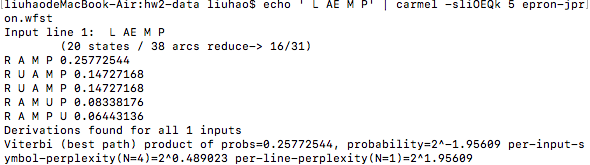 liuhaodeMacBook-Air:hw2-data liuhao$ echo ' L AE M P' | carmel -sliOEQk 5 epron-jpr
on.wfst
Input line 1:  L AE M P
        (20 states / 38 arcs reduce-> 16/31)
R A M P 0.25772544
R U A M P 0.14727168
R A M U P 0.14727168
R U A M U P 0.08338176
R A M P U 0.06443136
Derivations found for all 1 inputs
Viterbi (best path) product of probs=0.25772544, probability=2^-1.95609 per-input-s
ymbol-perplexity(N=4)=2^0.489023 per-line-perplexity(N=1)=2^1.95609